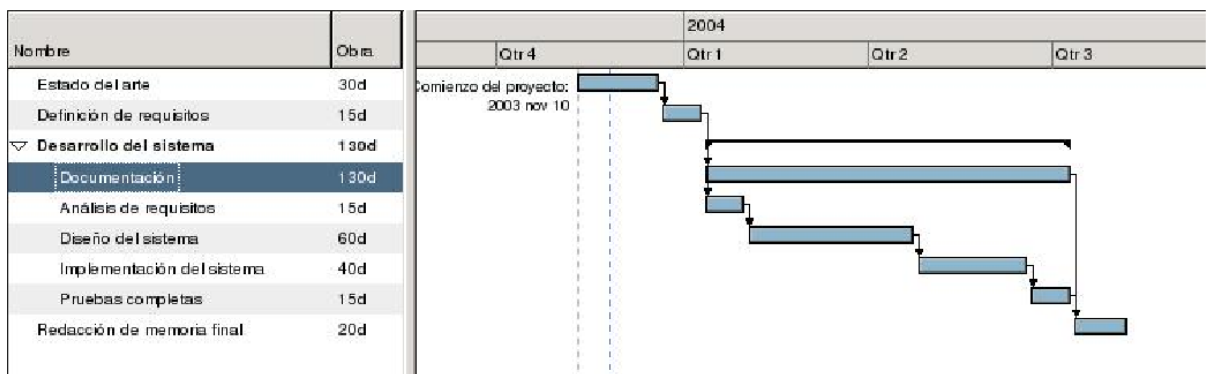 Nombre Obra
2004
Qtr 4 Qtr 1 Qtr 2 Qtr 3
Estado del arte 30d
Comienzo del proyecto:
2003 nov 10
Definición de requisitos 15d
Desarrollo del sistema 130d
Documentación 130d
Análisis de requisitos 15d
Diseño del sistema 60d
Implementación del sistema 40d
Pruebas completas 15d
Redacción de memoria final 20d